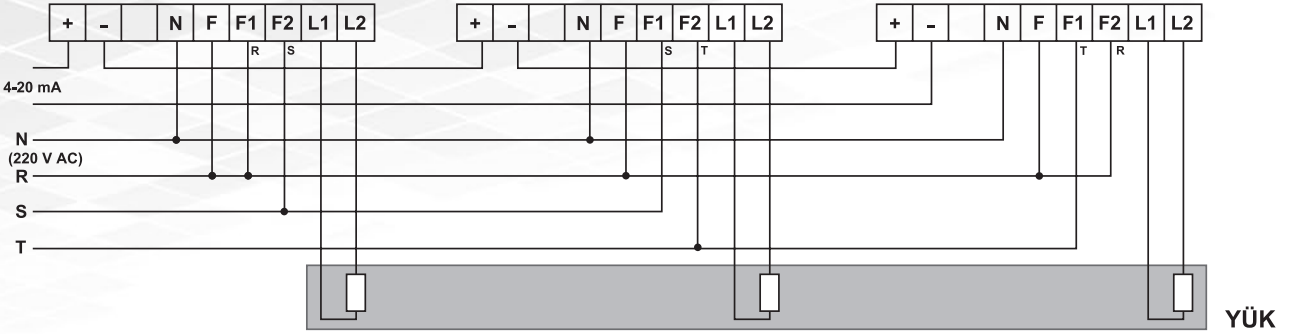 + - N F F1 F2 L1 L2 + - N F F1 F2 L1 L2 + - N F F1 F2 L1 L2
R S S T T R
4-20 mA
N
(220 V AC)
R
S
T
YÜK